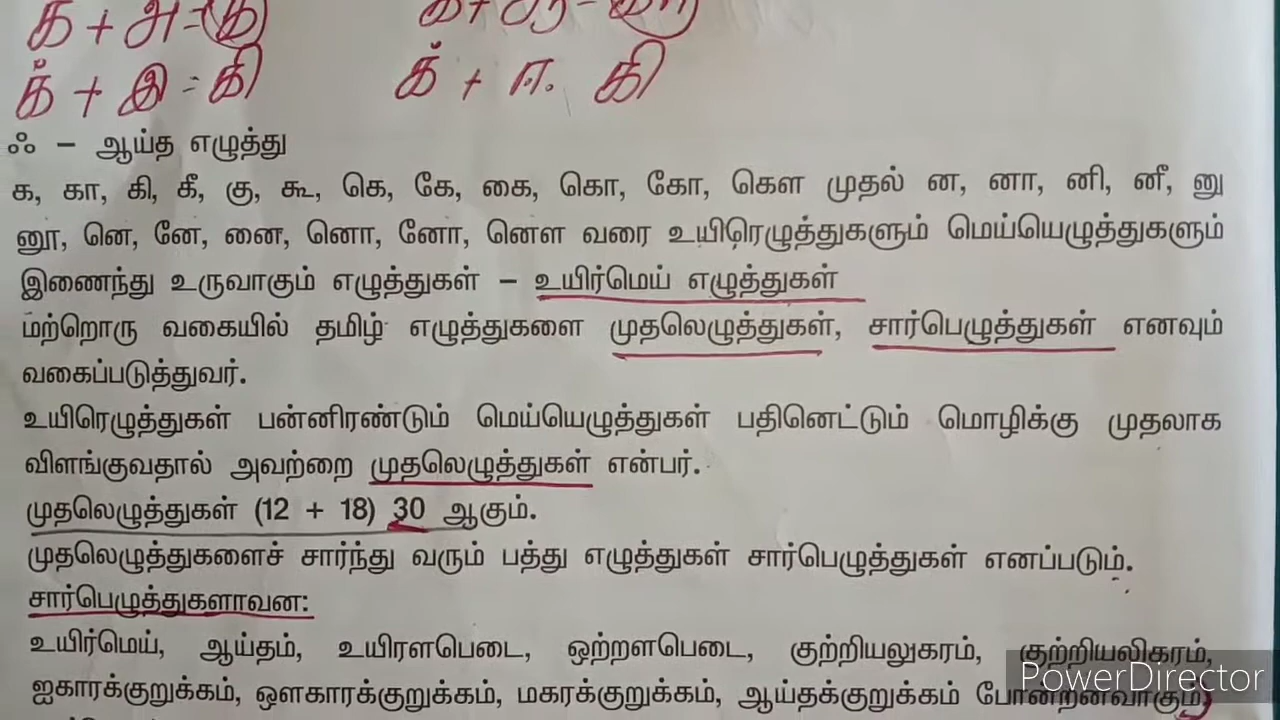 க் + இ = கி க் + ஈ. கி
ஃ – ஆய்த எழுத்து
க, கா, கி, கீ, கு, கூ, கெ, கே, கை, கொ, கோ, கௌ முதல் ன, னா, னி, னீ, னு
னூ, னெ, னே, னை, னொ, னோ, னௌ வரை உயிரெழுத்துகளும் மெய்யெழுத்துகளும்
இணைந்து உருவாகும் எழுத்துகள் – உயிர்மெய் எழுத்துகள்
மற்றொரு வகையில் தமிழ் எழுத்துகளை முதலெழுத்துகள், சார்பெழுத்துகள் எனவும்
வகைப்படுத்துவர்.
உயிரெழுத்துகள் பன்னிரண்டும் மெய்யெழுத்துகள் பதினெட்டும் மொழிக்கு முதலாக
விளங்குவதால் அவற்றை முதலெழுத்துகள் என்பர்.
முதலெழுத்துகள் (12 + 18) 30 ஆகும்.
முதலெழுத்துகளைச் சார்ந்து வரும் பத்து எழுத்துகள் சார்பெழுத்துகள் எனப்படும்.
சார்பெழுத்துகளாவன:
உயிர்மெய், ஆய்தம், உயிரளபெடை, ஒற்றளபெடை, குற்றியலுகரம், குற்றியலிகரம்,
ஐகாரக்குறுக்கம், ஔகாரக்குறுக்கம், மகரக்குறுக்கம், ஆய்தக்குறுக்கம் போன்றனவாகும்
PowerDirector